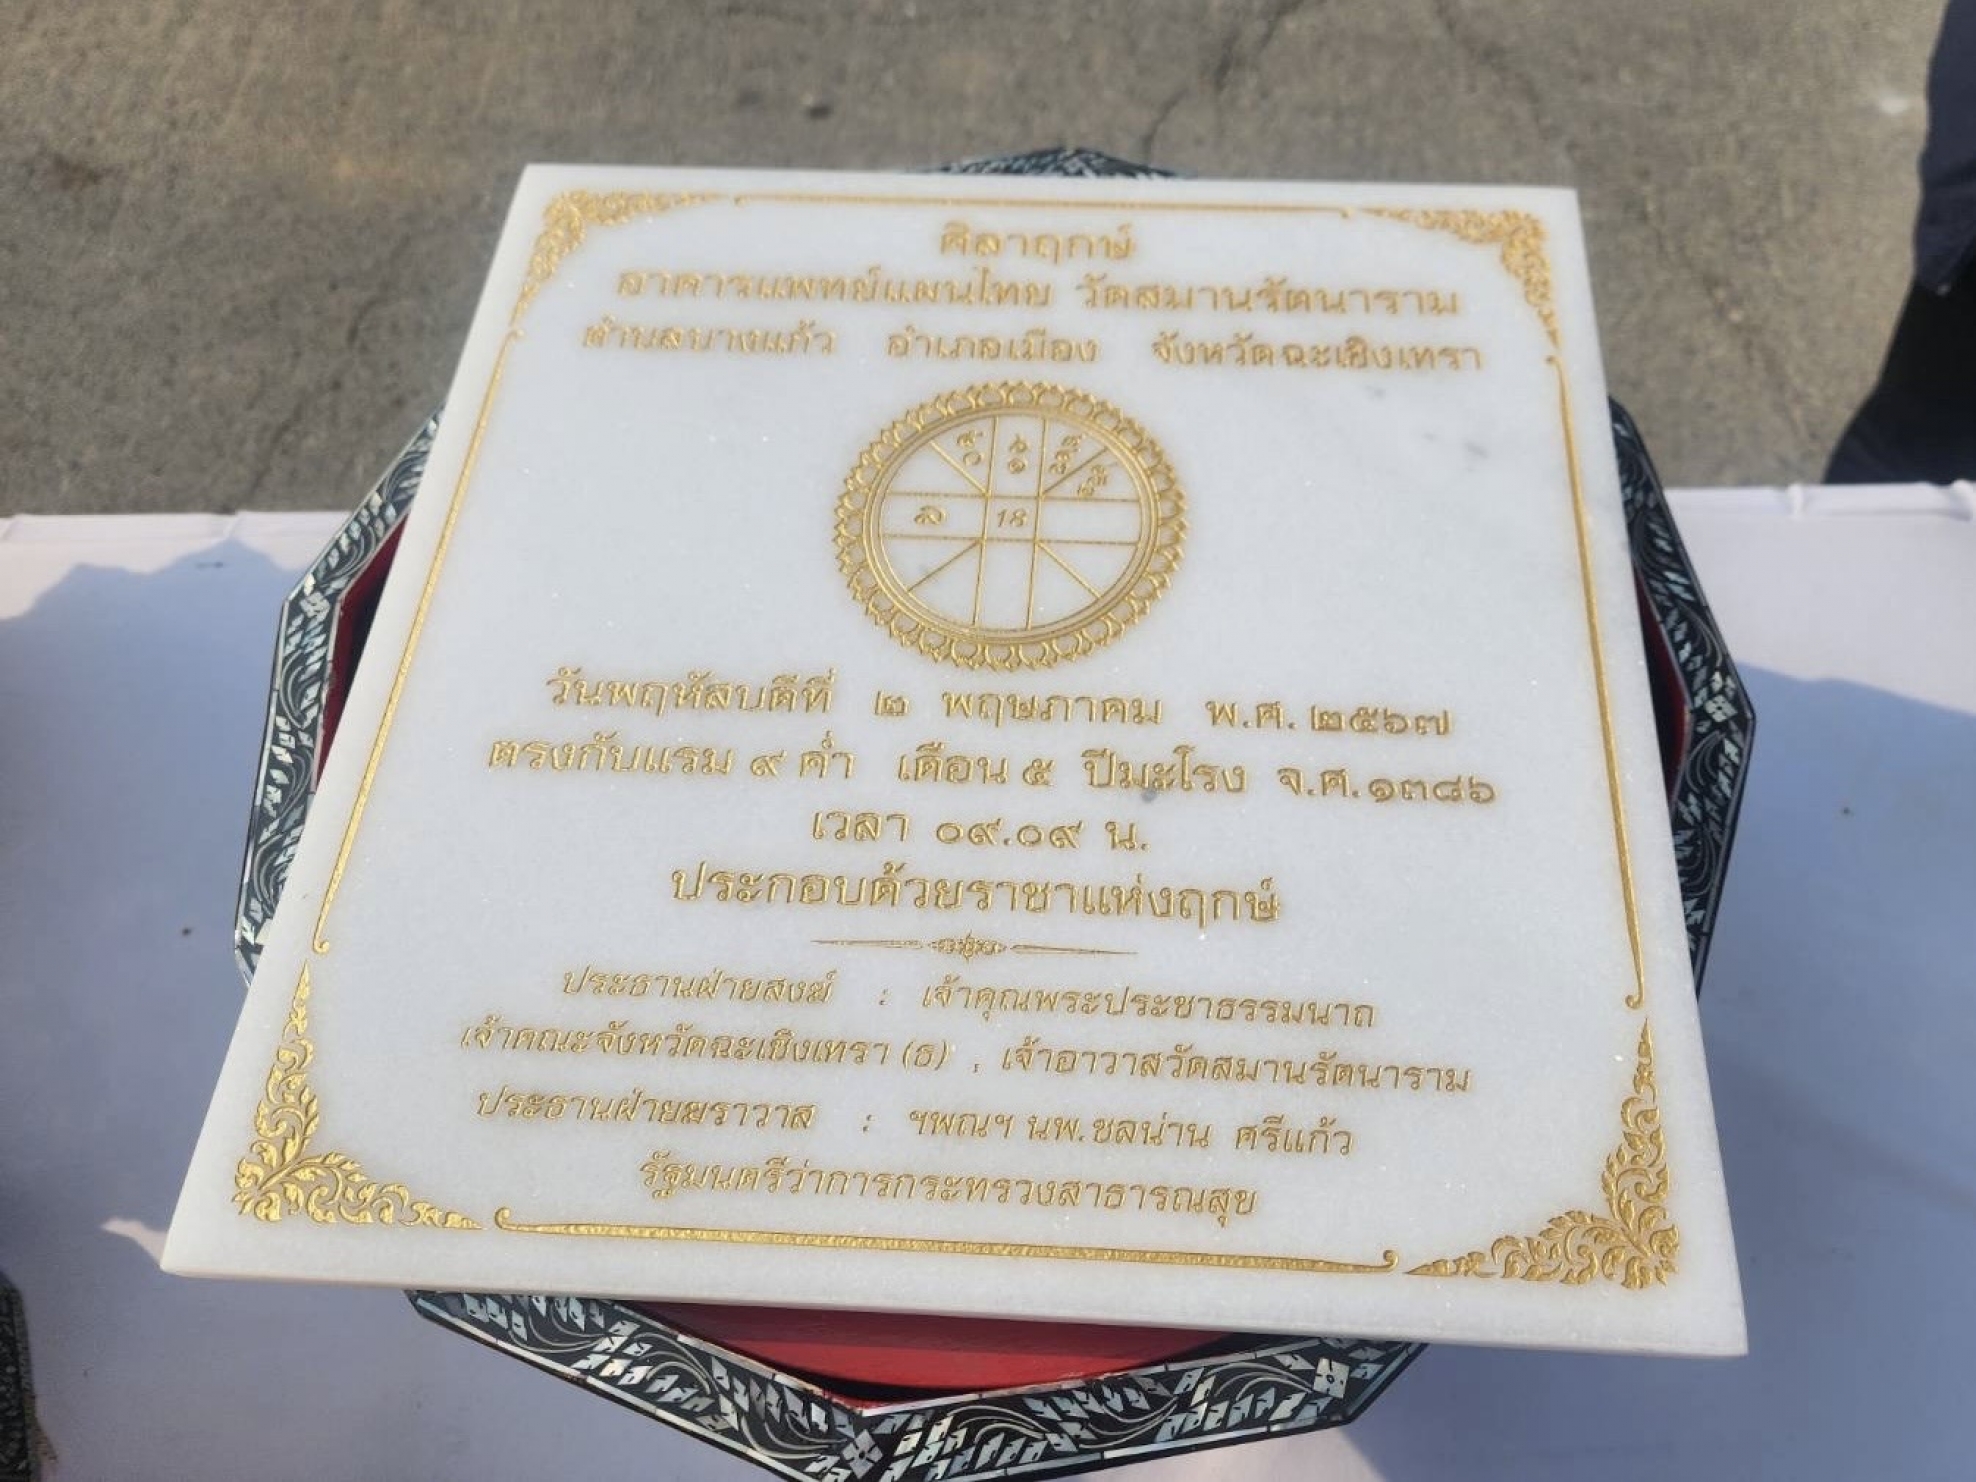 ศิลาฤกษ์
อาคารแพทย์แผนไทย วัดสมานรัตนาราม
ตำบลบางแก้ว อำเภอเมือง จังหวัดฉะเชิงเทรา
ล 18
วันพฤหัสบดีที่ ๒ พฤษภาคม พ.ศ. ๒๕๖๗
ตรงกับแรม ๙ ค่ำ เดือน ๕ ปีมะโรง จ.ศ.๑๓๘๖
เวลา ๐๙.๐๙ น.
ประกอบด้วยราชาแห่งฤกษ์
ประธานฝ่ายสงฆ์ : เจ้าคุณพระประชาธรรมนาถ
เจ้าคณะจังหวัดฉะเชิงเทรา (ธ) , เจ้าอาวาสวัดสมานรัตนาราม
ประธานฝ่ายฆราวาส : ฯพณฯ นพ.ชลน่าน ศรีแก้ว
รัฐมนตรีว่าการกระทรวงสาธารณสุข